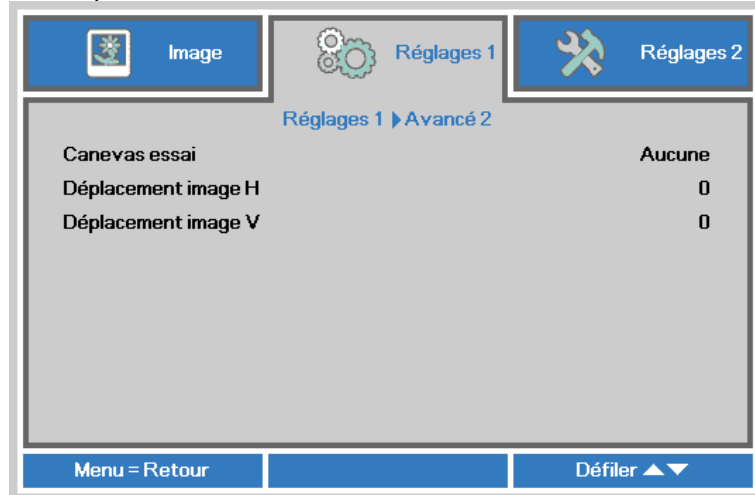 Image
Réglages 1
Réglages 2
Réglages 1 ▶ Avancé 2
Canevas essai Aucune
Déplacement image H 0
Déplacement image V 0
Menu = Retour
Défiler ▲▼